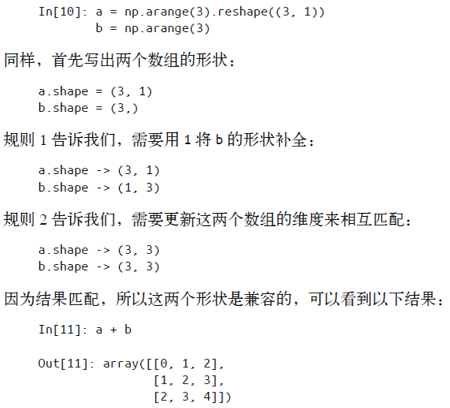 In[10]: a = np.arange(3).reshape((3, 1))
        b = np.arange(3)
同样，首先写出两个数组的形状：
a.shape = (3, 1)
b.shape = (3,)
规则 1 告诉我们，需要用 1 将 b 的形状补全：
a.shape -> (3, 1)
b.shape -> (1, 3)
规则 2 告诉我们，需要更新这两个数组的维度来相互匹配：
a.shape -> (3, 3)
b.shape -> (3, 3)
因为结果匹配，所以这两个形状是兼容的，可以看到以下结果：
In[11]: a + b
Out[11]: array([[0, 1, 2],
                [1, 2, 3],
                [2, 3, 4]])